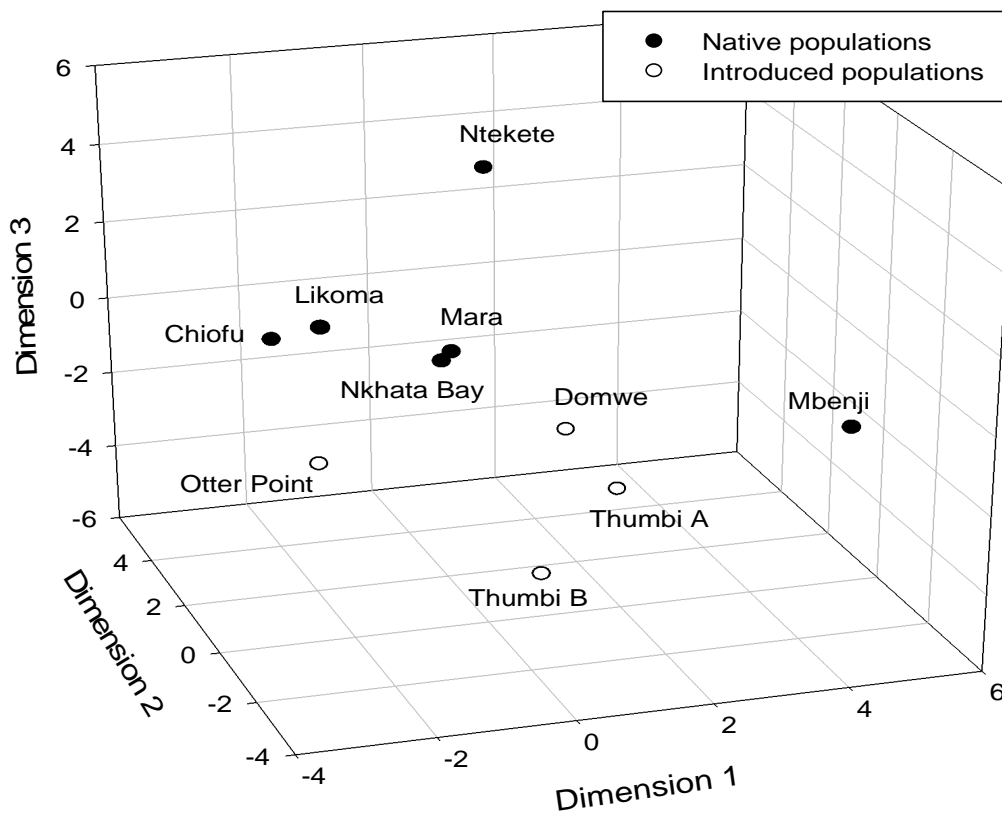 Native populations
Introduced populations
6
4
2
0
-2
-4
-6
Dimension 3
Ntekete
Likoma
Chiofu
Mara
Nkhata Bay
Domwe
Mbenji
Otter Point
Thumbi A
Thumbi B
4
2
0
-2
-4
Dimension 2
-4
-2
0
2
4
6
Dimension 1